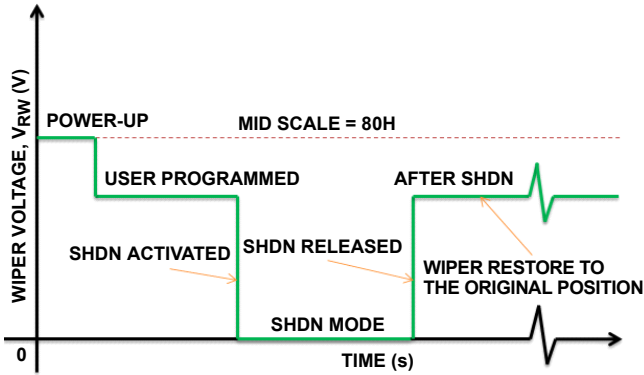 WIPER VOLTAGE, VRW (V)
POWER-UP
MID SCALE = 80H
USER PROGRAMMED
AFTER SHDN
SHDN ACTIVATED
SHDN RELEASED
WIPER RESTORE TO
THE ORIGINAL POSITION
SHDN MODE
0
TIME (s)